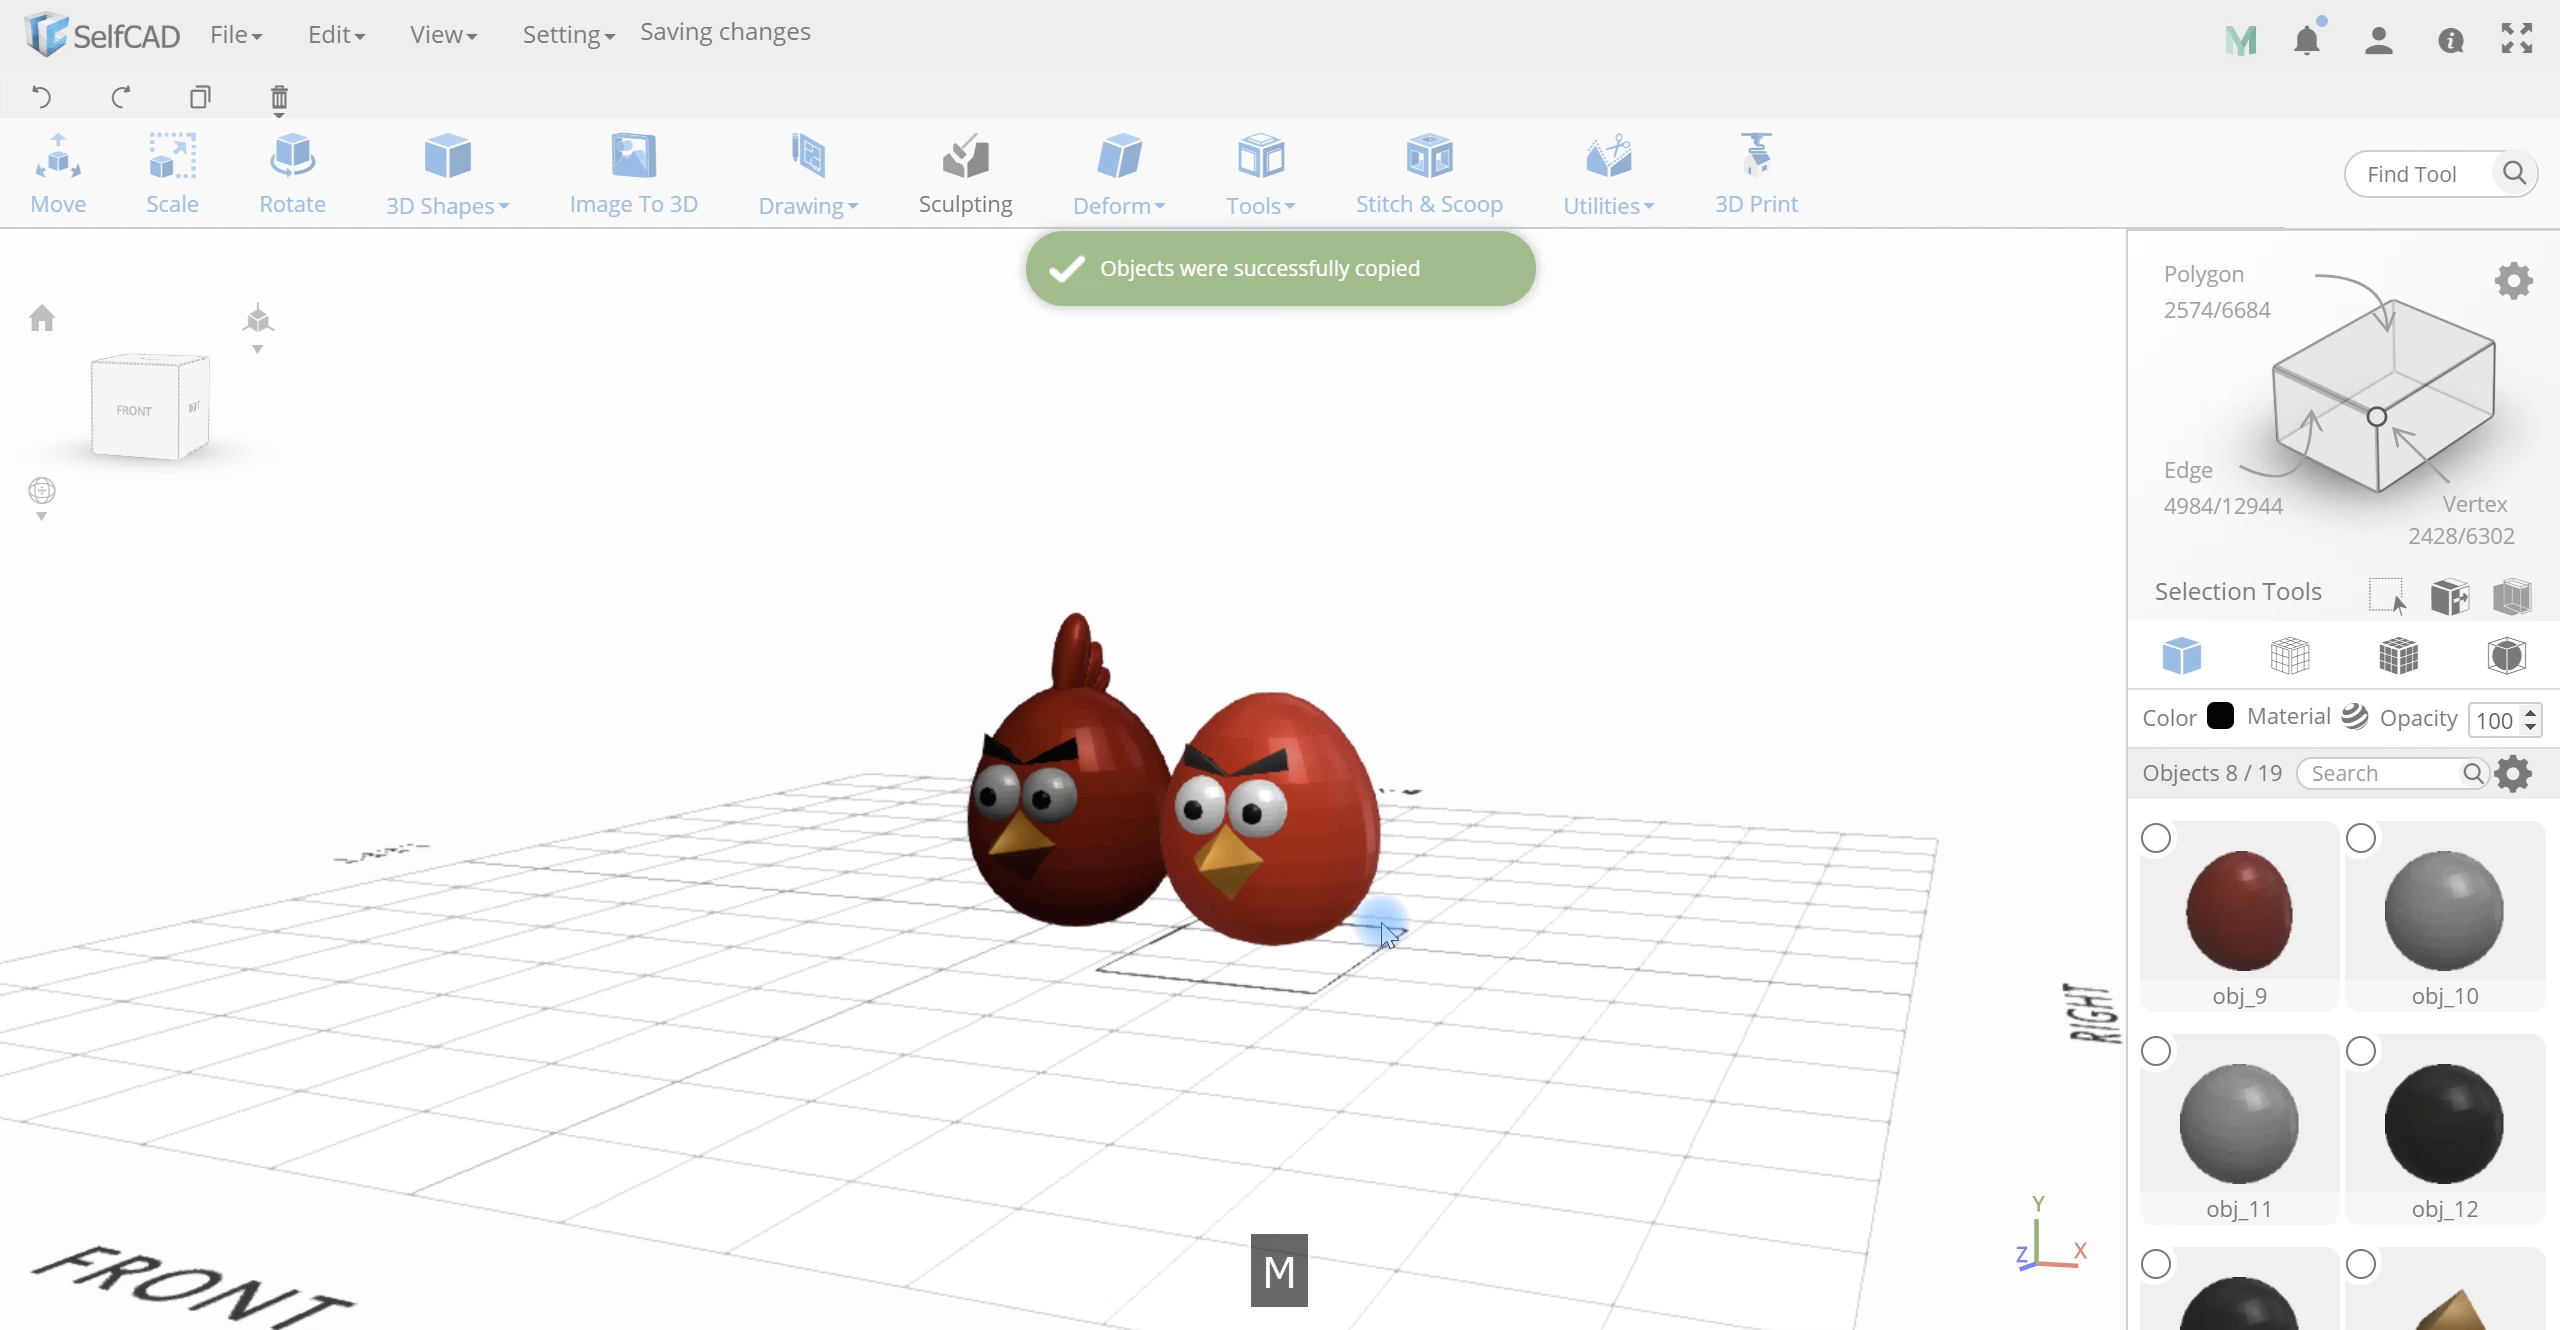 SelfCAD File Edit View Setting Saving changes
Move Scale Rotate 3D Shapes Image To 3D Drawing Sculpting Deform Tools Stitch & Scoop Utilities 3D Print Find Tool
Objects were successfully copied
Polygon
2574/6684
Edge
4984/12944
Vertex
2428/6302
Selection Tools
Color Material Opacity 100
Objects 8 / 19 Search
obj_9 obj_10
obj_11 obj_12
FRONT
RIGHT
FRONT
M
Y
Z X